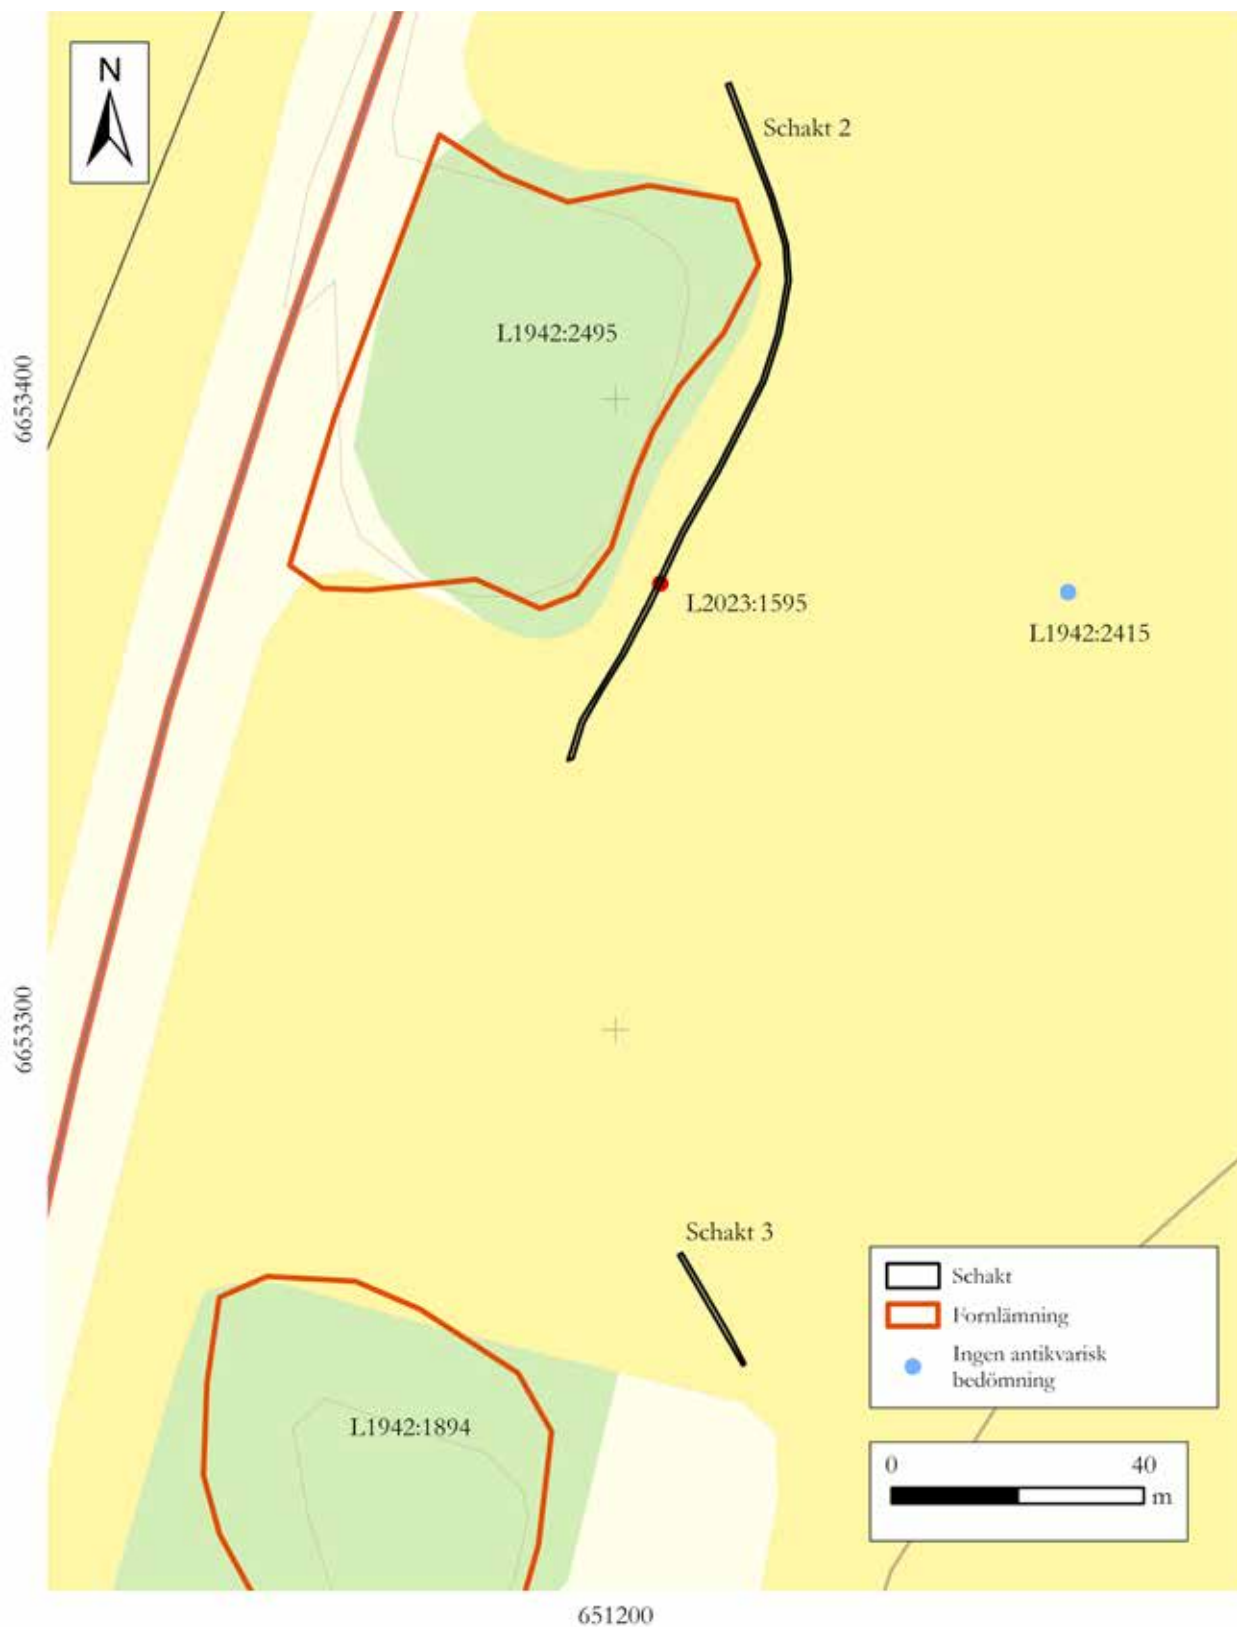 N
Schakt 2
L1942:2495
6653400
L2023:1595
L1942:2415
6653300
Schakt 3
Schakt
Fornlämning
Ingen antikvarisk
bedömning
L1942:1894
0 40
m
651200